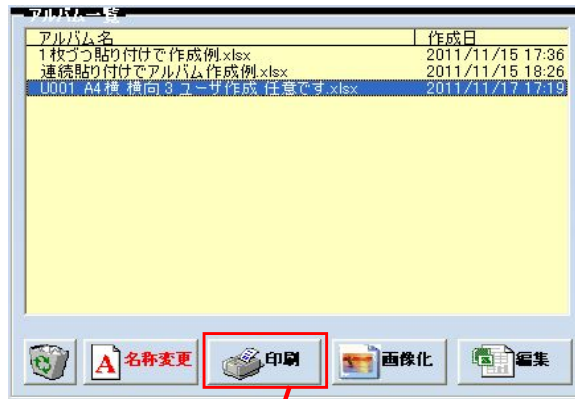 アルバム一覧
アルバム名 作成日
1枚づつ貼り付けで作成例.xlsx 2011/11/15 17:36
連続貼り付けでアルバム作成例.xlsx 2011/11/15 18:26
U001 A4横 横向 3 ユーザ作成 任意です.xlsx 2011/11/17 17:19
A 名称変更 印刷 画像化 編集